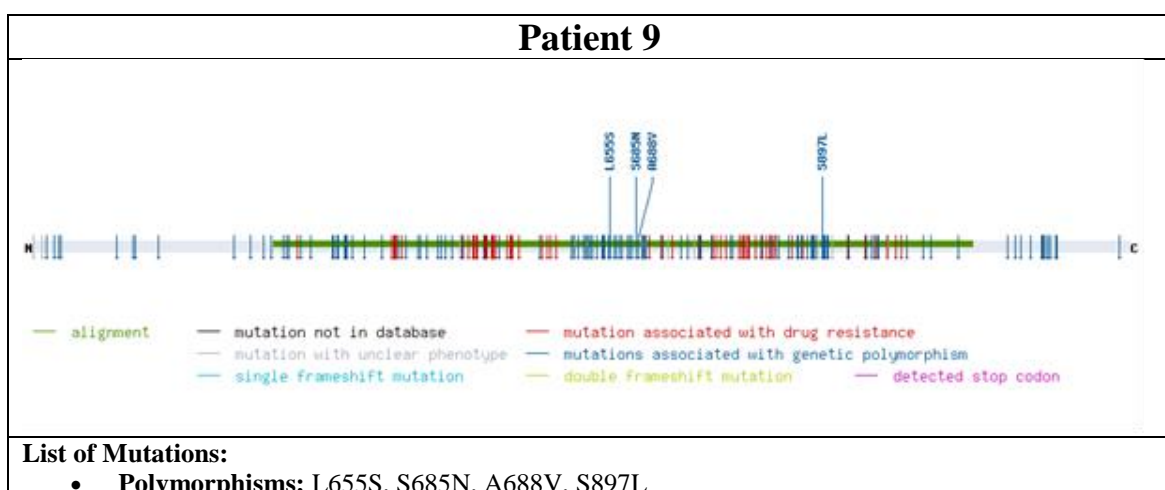 Patient 9
L655S S685N A688V S897L
N C
alignment mutation not in database mutation associated with drug resistance
mutation with unclear phenotype mutations associated with genetic polymorphism
single frameshift mutation double frameshift mutation detected stop codon
List of Mutations:
• Polymorphisms: L655S, S685N, A688V, S897L